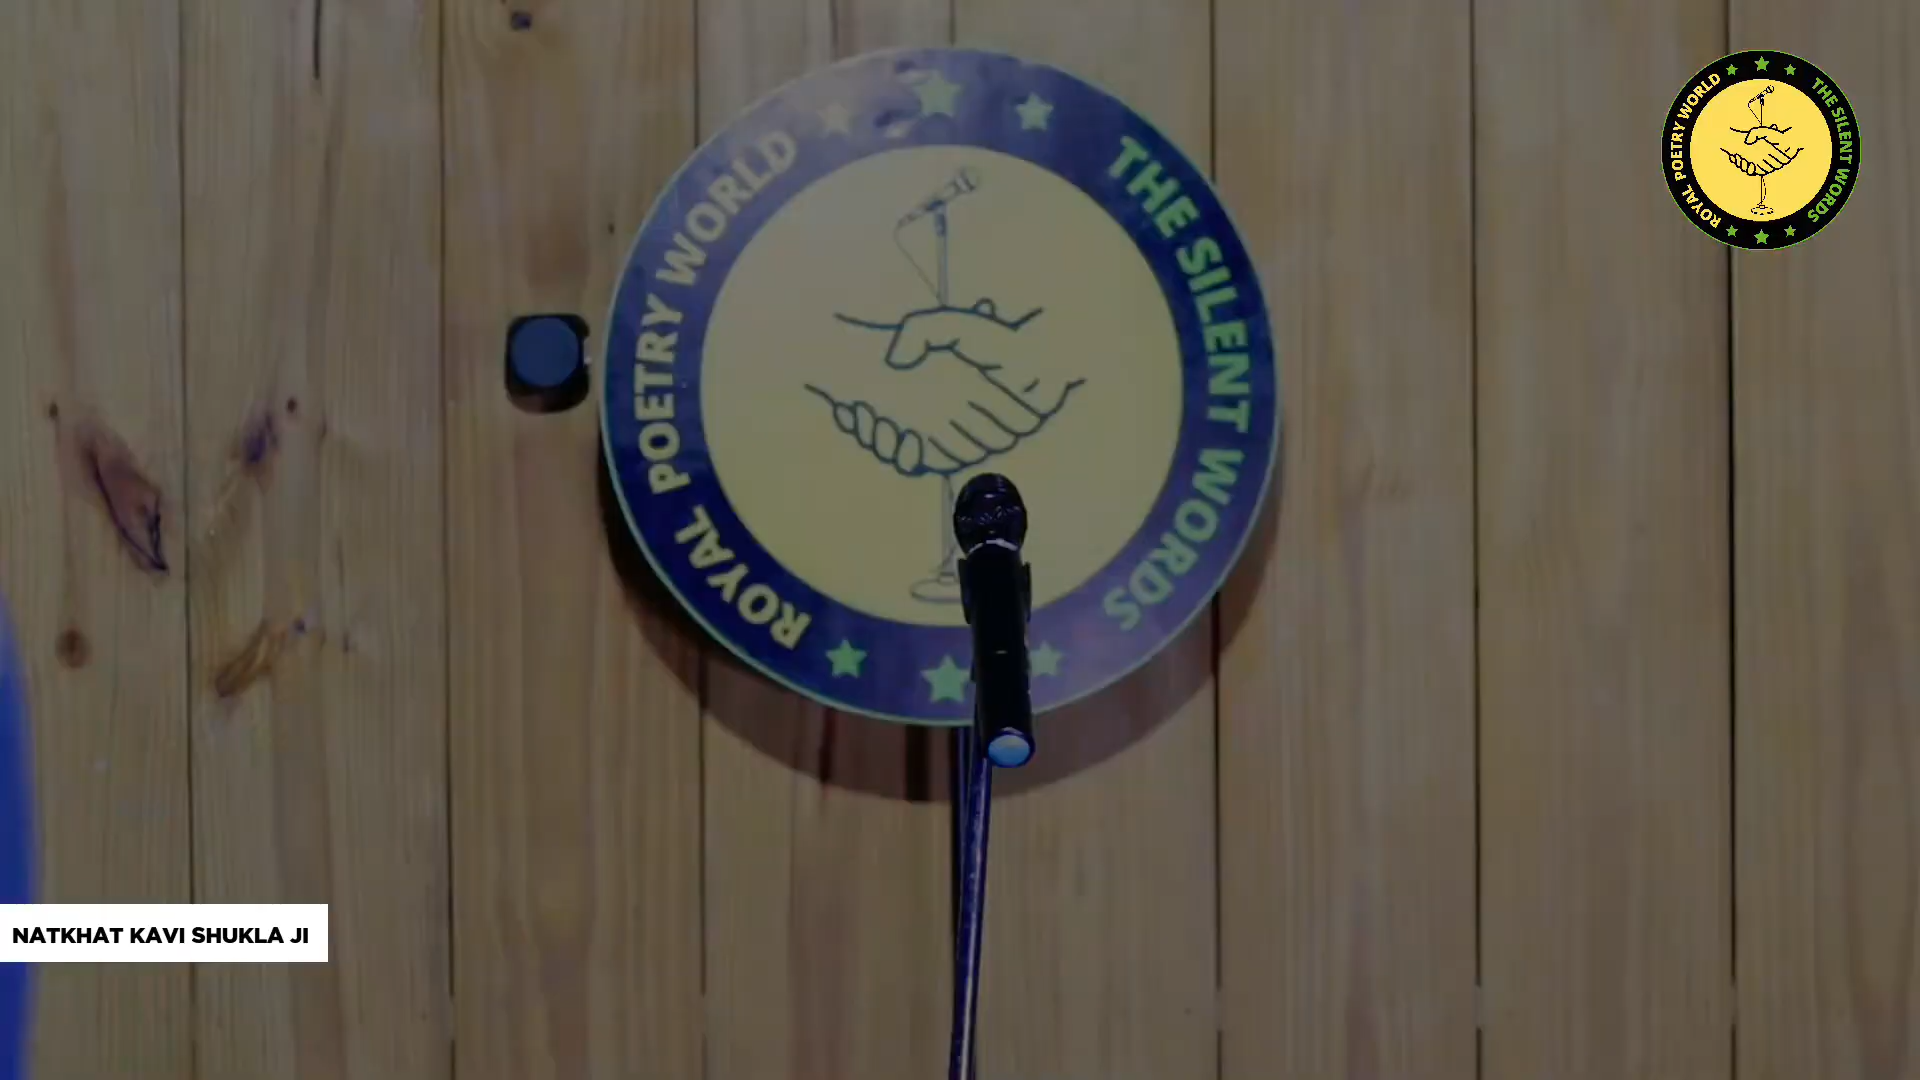 ROYAL POETRY WORLD
THE SILENT WORDS
ROYAL POETRY WORLD
THE SILENT WORDS
NATKHAT KAVI SHUKLA JI